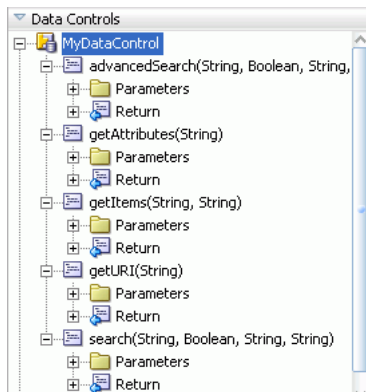 Data Controls
MyDataControl
advancedSearch(String, Boolean, String,
Parameters
Return
getAttributes(String)
Parameters
Return
getItems(String, String)
Parameters
Return
getURI(String)
Parameters
Return
search(String, Boolean, String, String)
Parameters
Return